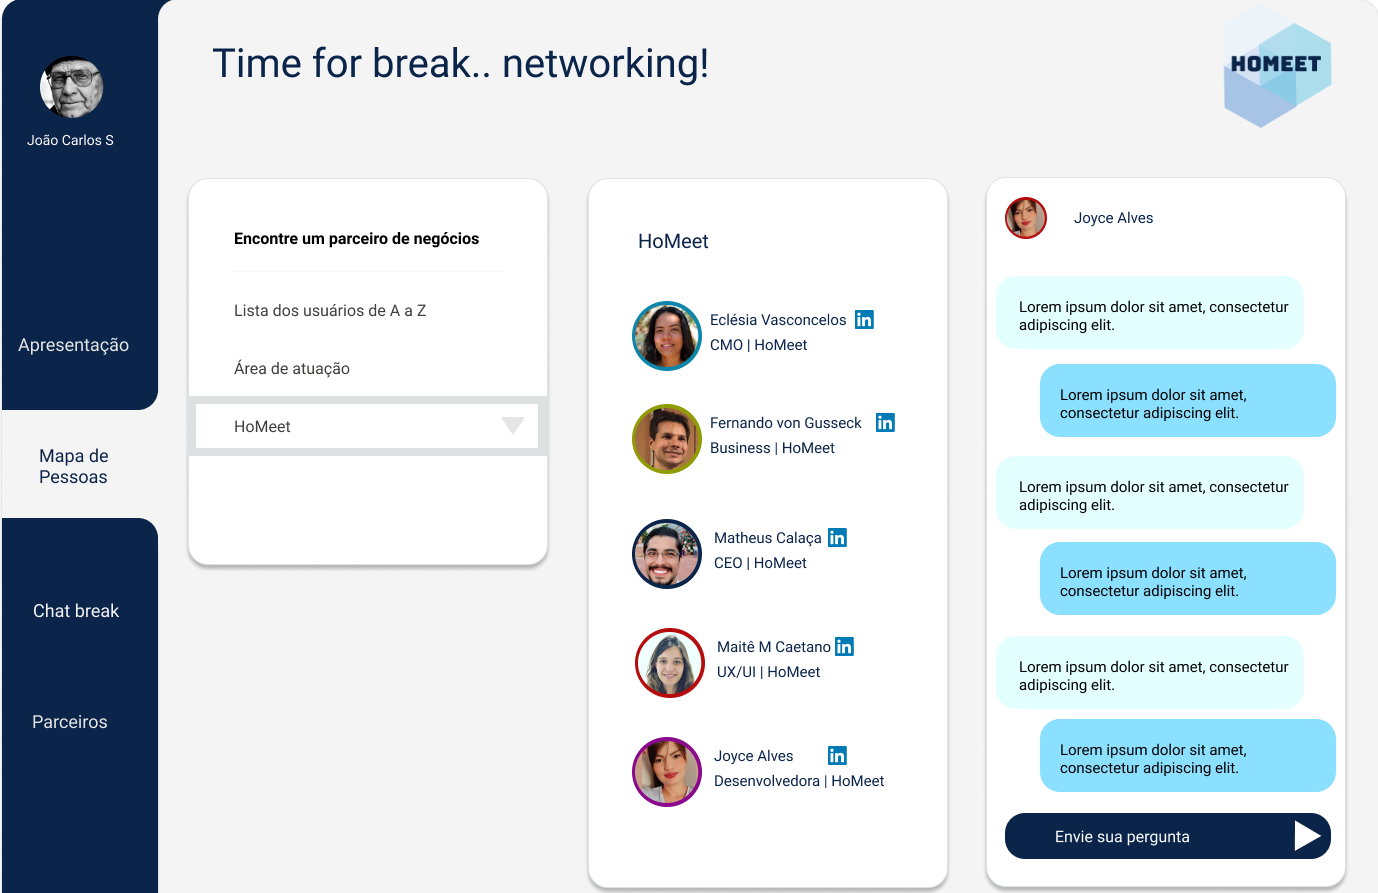 Time for break.. networking!
HOMEET
João Carlos S
Apresentação
Mapa de
Pessoas
Chat break
Parceiros
Encontre um parceiro de negócios
Lista dos usuários de A a Z
Área de atuação
HoMeet
HoMeet
Eclésia Vasconcelos in
CMO | HoMeet
Fernando von Gusseck in
Business | HoMeet
Matheus Calaça in
CEO | HoMeet
Maitê M Caetano in
UX/UI | HoMeet
Joyce Alves in
Desenvolvedora | HoMeet
Joyce Alves
Lorem ipsum dolor sit amet, consectetur
adipiscing elit.
Lorem ipsum dolor sit amet,
consectetur adipiscing elit.
Lorem ipsum dolor sit amet, consectetur
adipiscing elit.
Lorem ipsum dolor sit amet,
consectetur adipiscing elit.
Lorem ipsum dolor sit amet, consectetur
adipiscing elit.
Lorem ipsum dolor sit amet,
consectetur adipiscing elit.
Envie sua pergunta